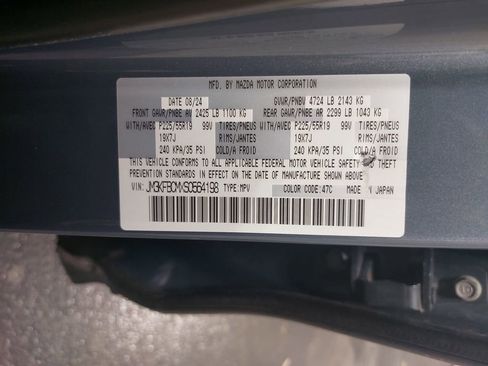 MFD. BY MAZDA MOTOR CORPORATION
DATE 08/24 GVWR/PNBV 4724 LB 2143 KG
FRONT GAWR/PNBE AV 2425 LB 1100 KG REAR GAWR/PNBE AR 2299 LB 1043 KG
WITH/AVEC P225/55R19 99V TIRES/PNEUS WITH/AVEC P225/55R19 99V TIRES/PNEUS
19X7J RIMS/JANTES 19X7J RIMS/JANTES
240 KPA/35 PSI COLD/A FROID 240 KPA/35 PSI COLD/A FROID
THIS VEHICLE CONFORMS TO ALL APPLICABLE FEDERAL MOTOR VEHICLE SAFETY THEFT
PREVENTION STANDARDS IN EFFECT ON THE DATE OF MANUFACTURE SHOWN ABOVE.
VIN: TYPE:MPV COLOR CODE:47C MADE IN JAPAN